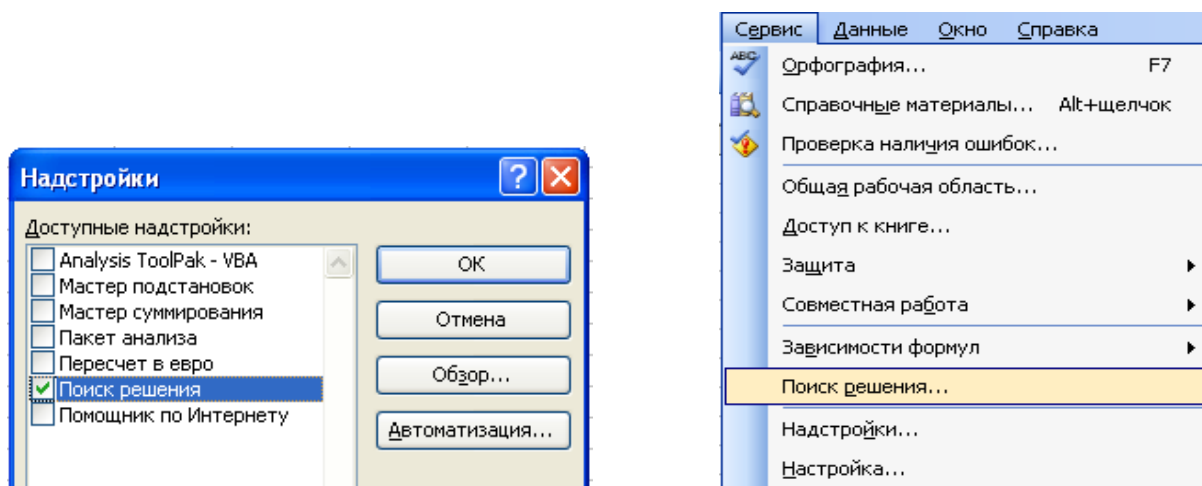 Надстройки
Доступные надстройки:
Analysis ToolPak - VBA
Мастер подстановок
Мастер суммирования
Пакет анализа
Пересчет в евро
Поиск решения
Помощник по Интернету
ОК
Отмена
Обзор...
Автоматизация...
Сервис Данные Окно Справка
Орфография... F7
Справочные материалы... Alt+щелчок
Проверка наличия ошибок...
Общая рабочая область...
Доступ к книге...
Защита
Совместная работа
Зависимости формул
Поиск решения...
Надстройки...
Настройка...